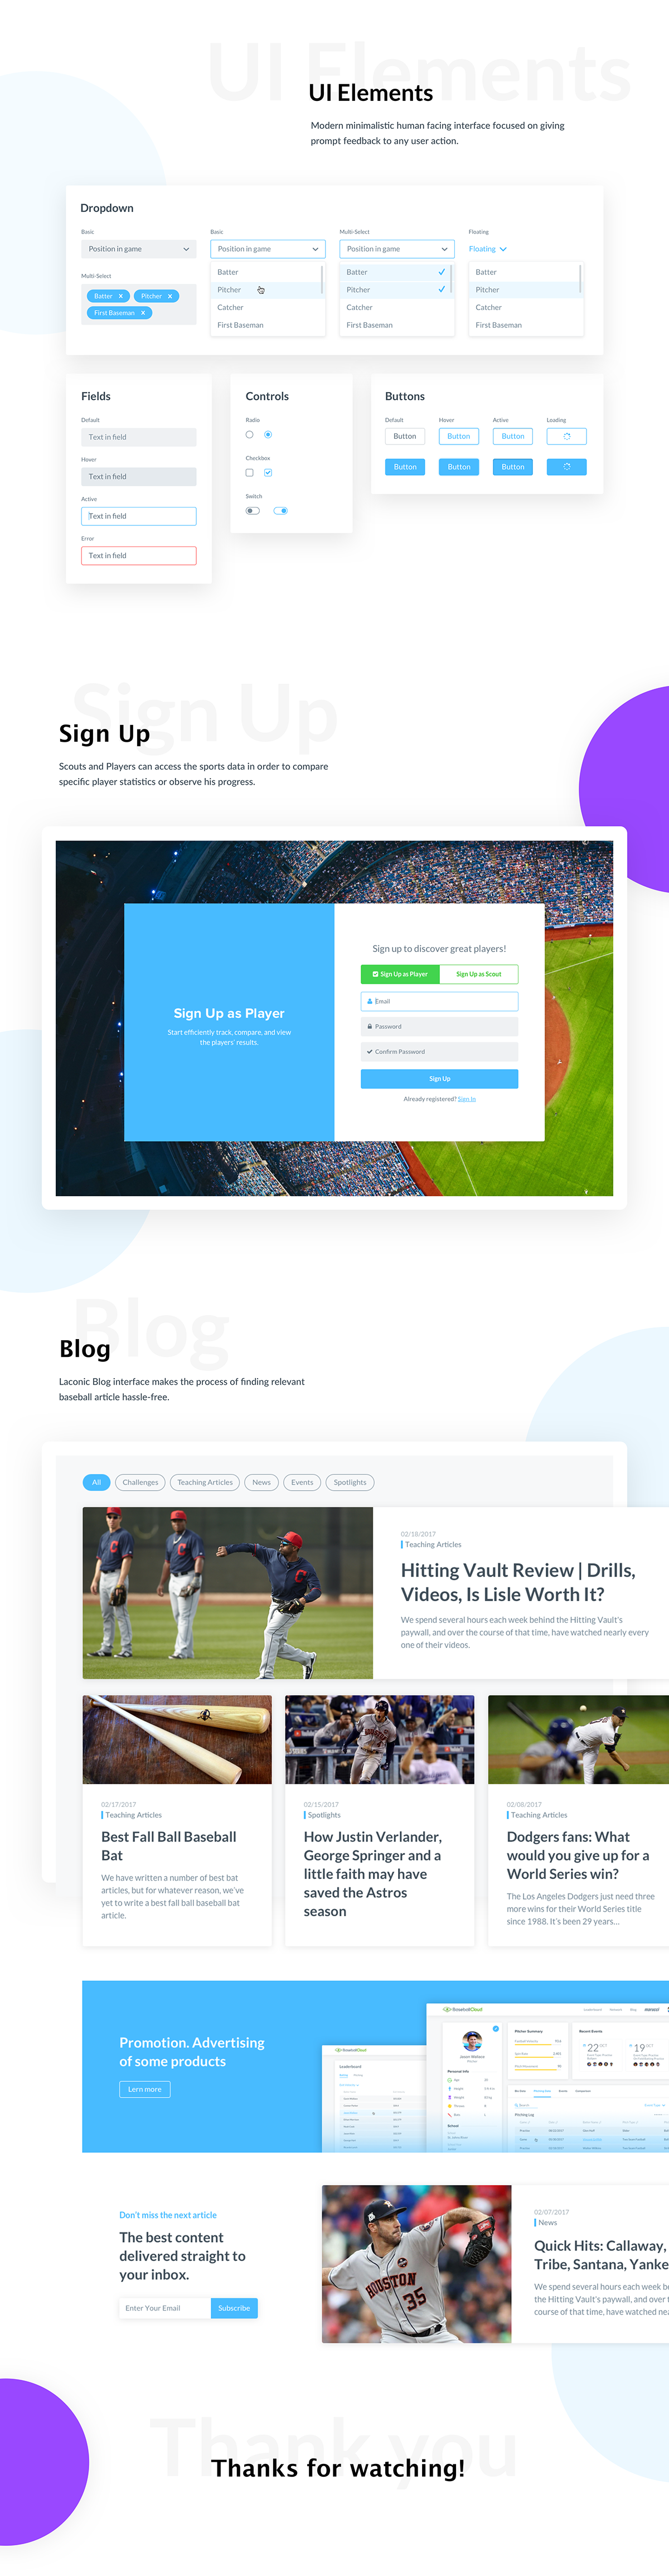 UI Elements
UI Elements
Modern minimalistic human facing interface focused on giving
prompt feedback to any user action.
Dropdown
Basic
Position in game
Multi-Select
Batter ×
Pitcher ×
First Baseman ×
Basic
Position in game
Batter
Pitcher
Catcher
First Baseman
Multi-Select
Position in game
Batter
Pitcher
Catcher
First Baseman
Floating
Floating
Batter
Pitcher
Catcher
First Baseman
Fields
Default
Text in field
Hover
Text in field
Active
Text in field
Error
Text in field
Controls
Radio
Checkbox
Switch
Buttons
Default
Hover
Active
Loading
Button
Button
Button
Button
Button
Button
Sign Up
Sign Up
Scouts and Players can access the sports data in order to compare
specific player statistics or observe his progress.
Sign Up as Player
Start efficiently track, compare, and view
the players' results.
Sign up to discover great players!
Sign Up as Player
Sign Up as Scout
Email
Password
Confirm Password
Sign Up
Already registered? Sign In
Blog
Blog
Laconic Blog interface makes the process of finding relevant
baseball article hassle-free.
All
Challenges
Teaching Articles
News
Events
Spotlights
02/18/2017
Teaching Articles
Hitting Vault Review | Drills,
Videos, Is Lisle Worth It?
We spend several hours each week behind the Hitting Vault's
paywall, and over the course of that time, have watched nearly every
one of their videos.
02/17/2017
Teaching Articles
Best Fall Ball Baseball
Bat
We have written a number of best bat
articles, but for whatever reason, we've
yet to write a best fall ball baseball bat
article.
02/15/2017
Spotlights
How Justin Verlander,
George Springer and a
little faith may have
saved the Astros
season
02/08/2017
Teaching Articles
Dodgers fans: What
would you give up for a
World Series win?
The Los Angeles Dodgers just need three
more wins for their World Series title
since 1988. It's been 29 years...
Promotion. Advertising
of some products
Lern more
BaseballCloud
Leaderboard
BaseballCloud
Pitcher Summary
Recent Events
22
19
Personal Info
School
Pitching Log
Don't miss the next article
The best content
delivered straight to
your inbox.
Enter Your Email
Subscribe
HOUSTON
35
02/07/2017
News
Quick Hits: Callaway,
Tribe, Santana, Yanke
We spend several hours each week be
the Hitting Vault's paywall, and over t
course of that time, have watched nea
Thank you
Thanks for watching!